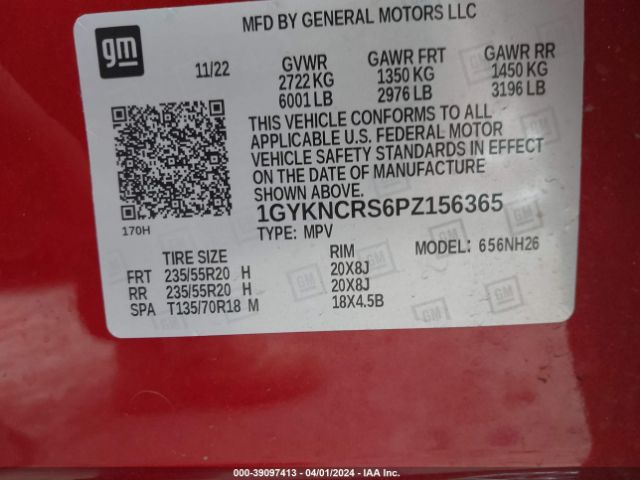 MFD BY GENERAL MOTORS LLC
gm
11/22
GVWR GAWR FRT GAWR RR
2722 KG 1350 KG 1450 KG
6001 LB 2976 LB 3196 LB
THIS VEHICLE CONFORMS TO ALL
APPLICABLE U.S. FEDERAL MOTOR
VEHICLE SAFETY STANDARDS IN EFFECT
ON THE DATE OF MANUFACTURE
SHOWN ABOVE.
1GYKNCRS6PZ156365
170H
TYPE: MPV MODEL: 656NH26
TIRE SIZE RIM
FRT 235/55R20 H 20X8J
RR 235/55R20 H 20X8J
SPA T135/70R18 M 18X4.5B
000-39097413 - 04/01/2024 - COPYRIGHT IAA, LLC.